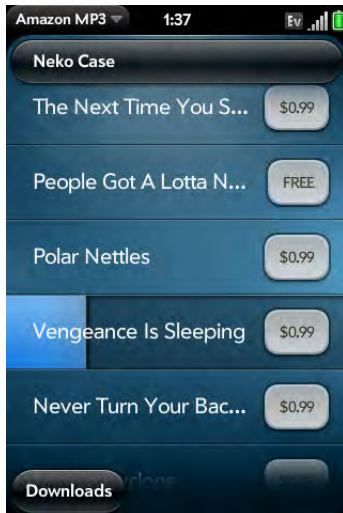 Amazon MP3 1:37 Ev
Neko Case
The Next Time You S... $0.99
People Got A Lotta N... FREE
Polar Nettles $0.99
Vengeance Is Sleeping $0.99
Never Turn Your Bac... $0.99
Downloads